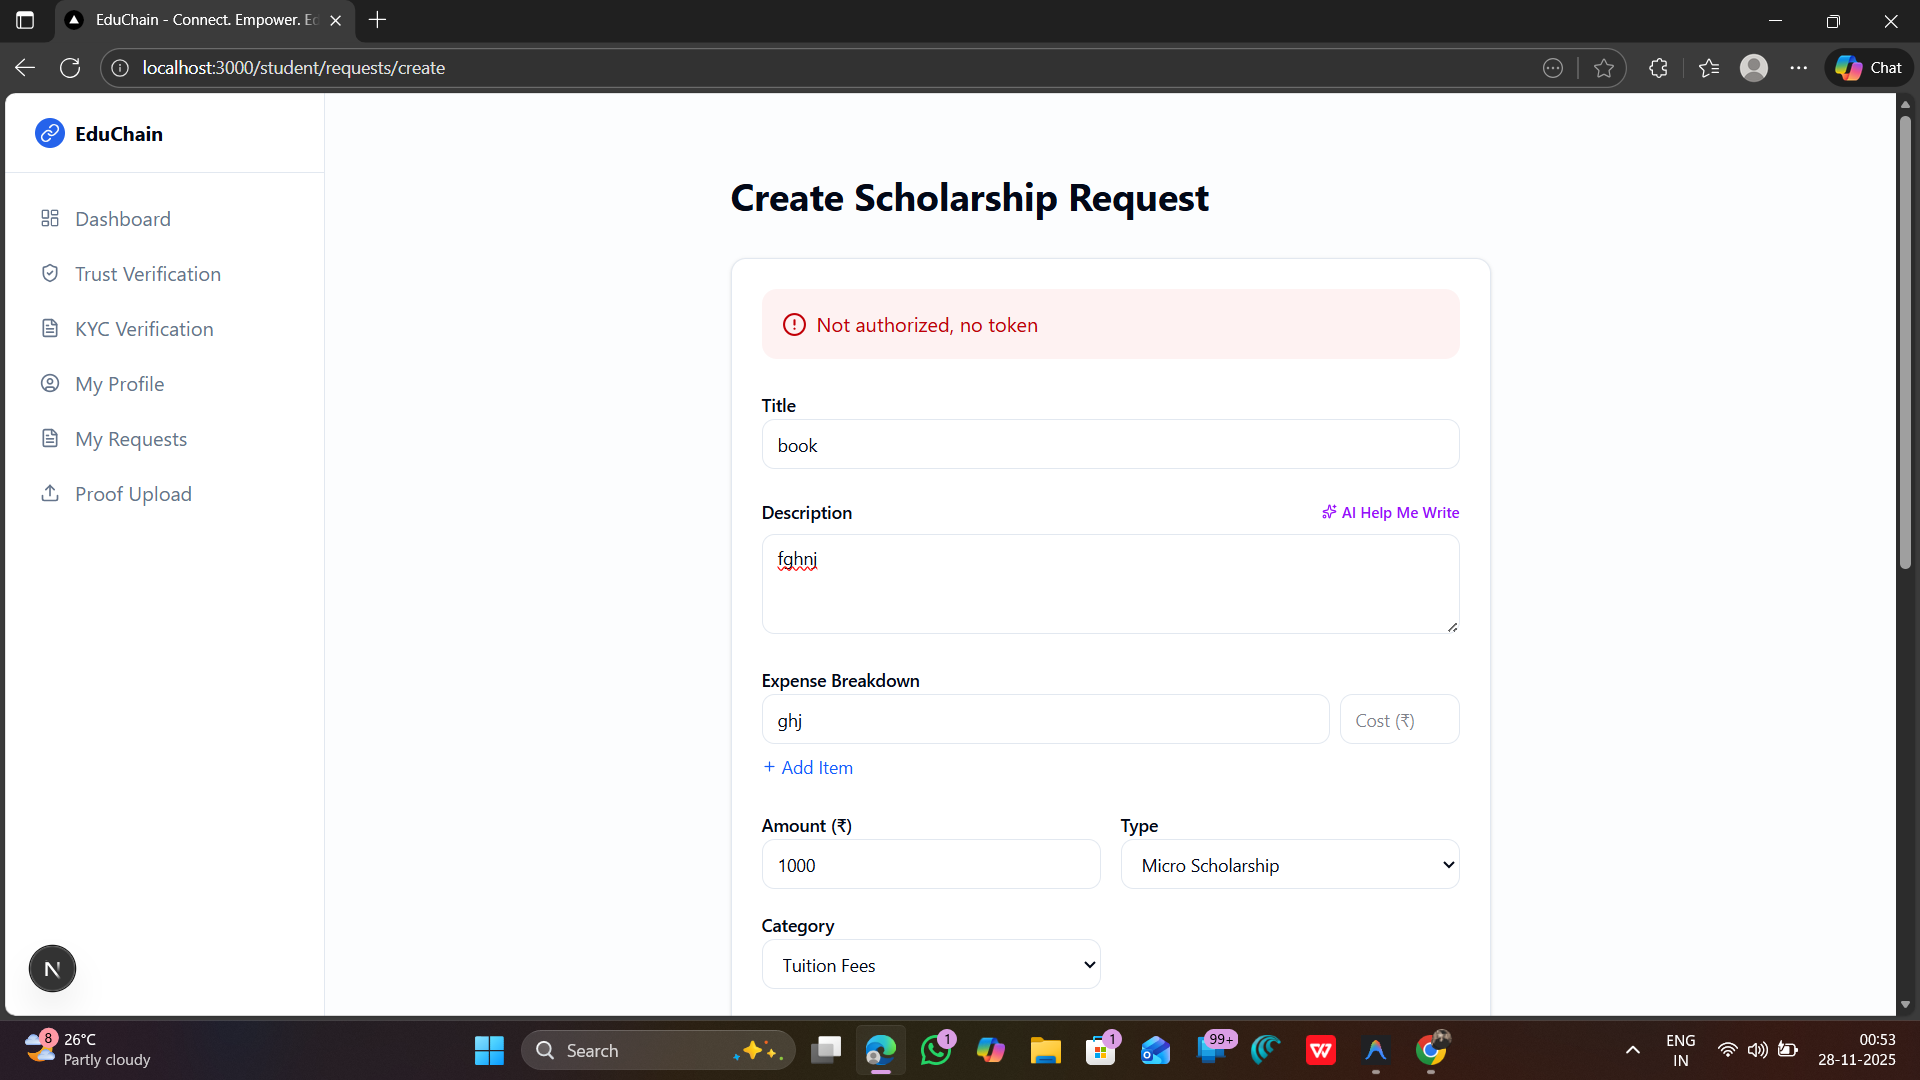 EduChain - Connect. Empower. Ed
localhost:3000/student/requests/create
Chat
EduChain
Dashboard
Trust Verification
KYC Verification
My Profile
My Requests
Proof Upload
N
Create Scholarship Request
Not authorized, no token
Title
book
Description
AI Help Me Write
fghnj
Expense Breakdown
ghj
Cost (₹)
+ Add Item
Amount (₹)
Type
1000
Micro Scholarship
Category
Tuition Fees
8
26°C
Partly cloudy
Search
1
1
99+
W
ENG
IN
00:53
28-11-2025